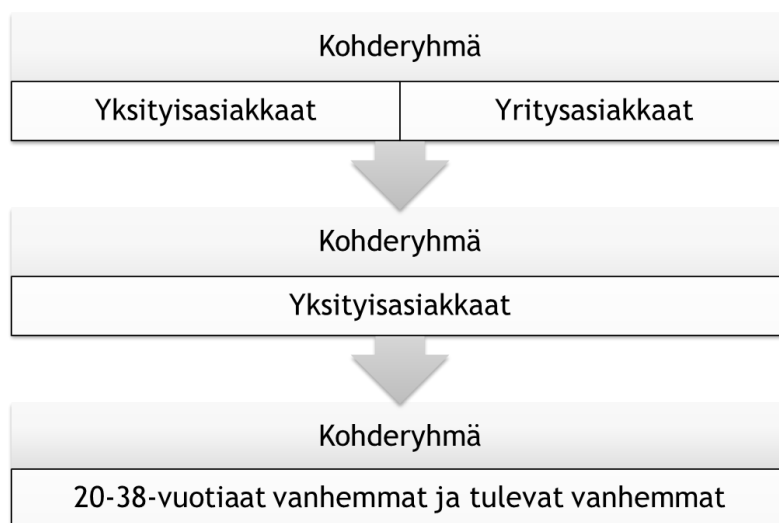 Kohderyhmä
Yksityisasiakkaat Yritysasiakkaat
Kohderyhmä
Yksityisasiakkaat
Kohderyhmä
20-38-vuotiaat vanhemmat ja tulevat vanhemmat